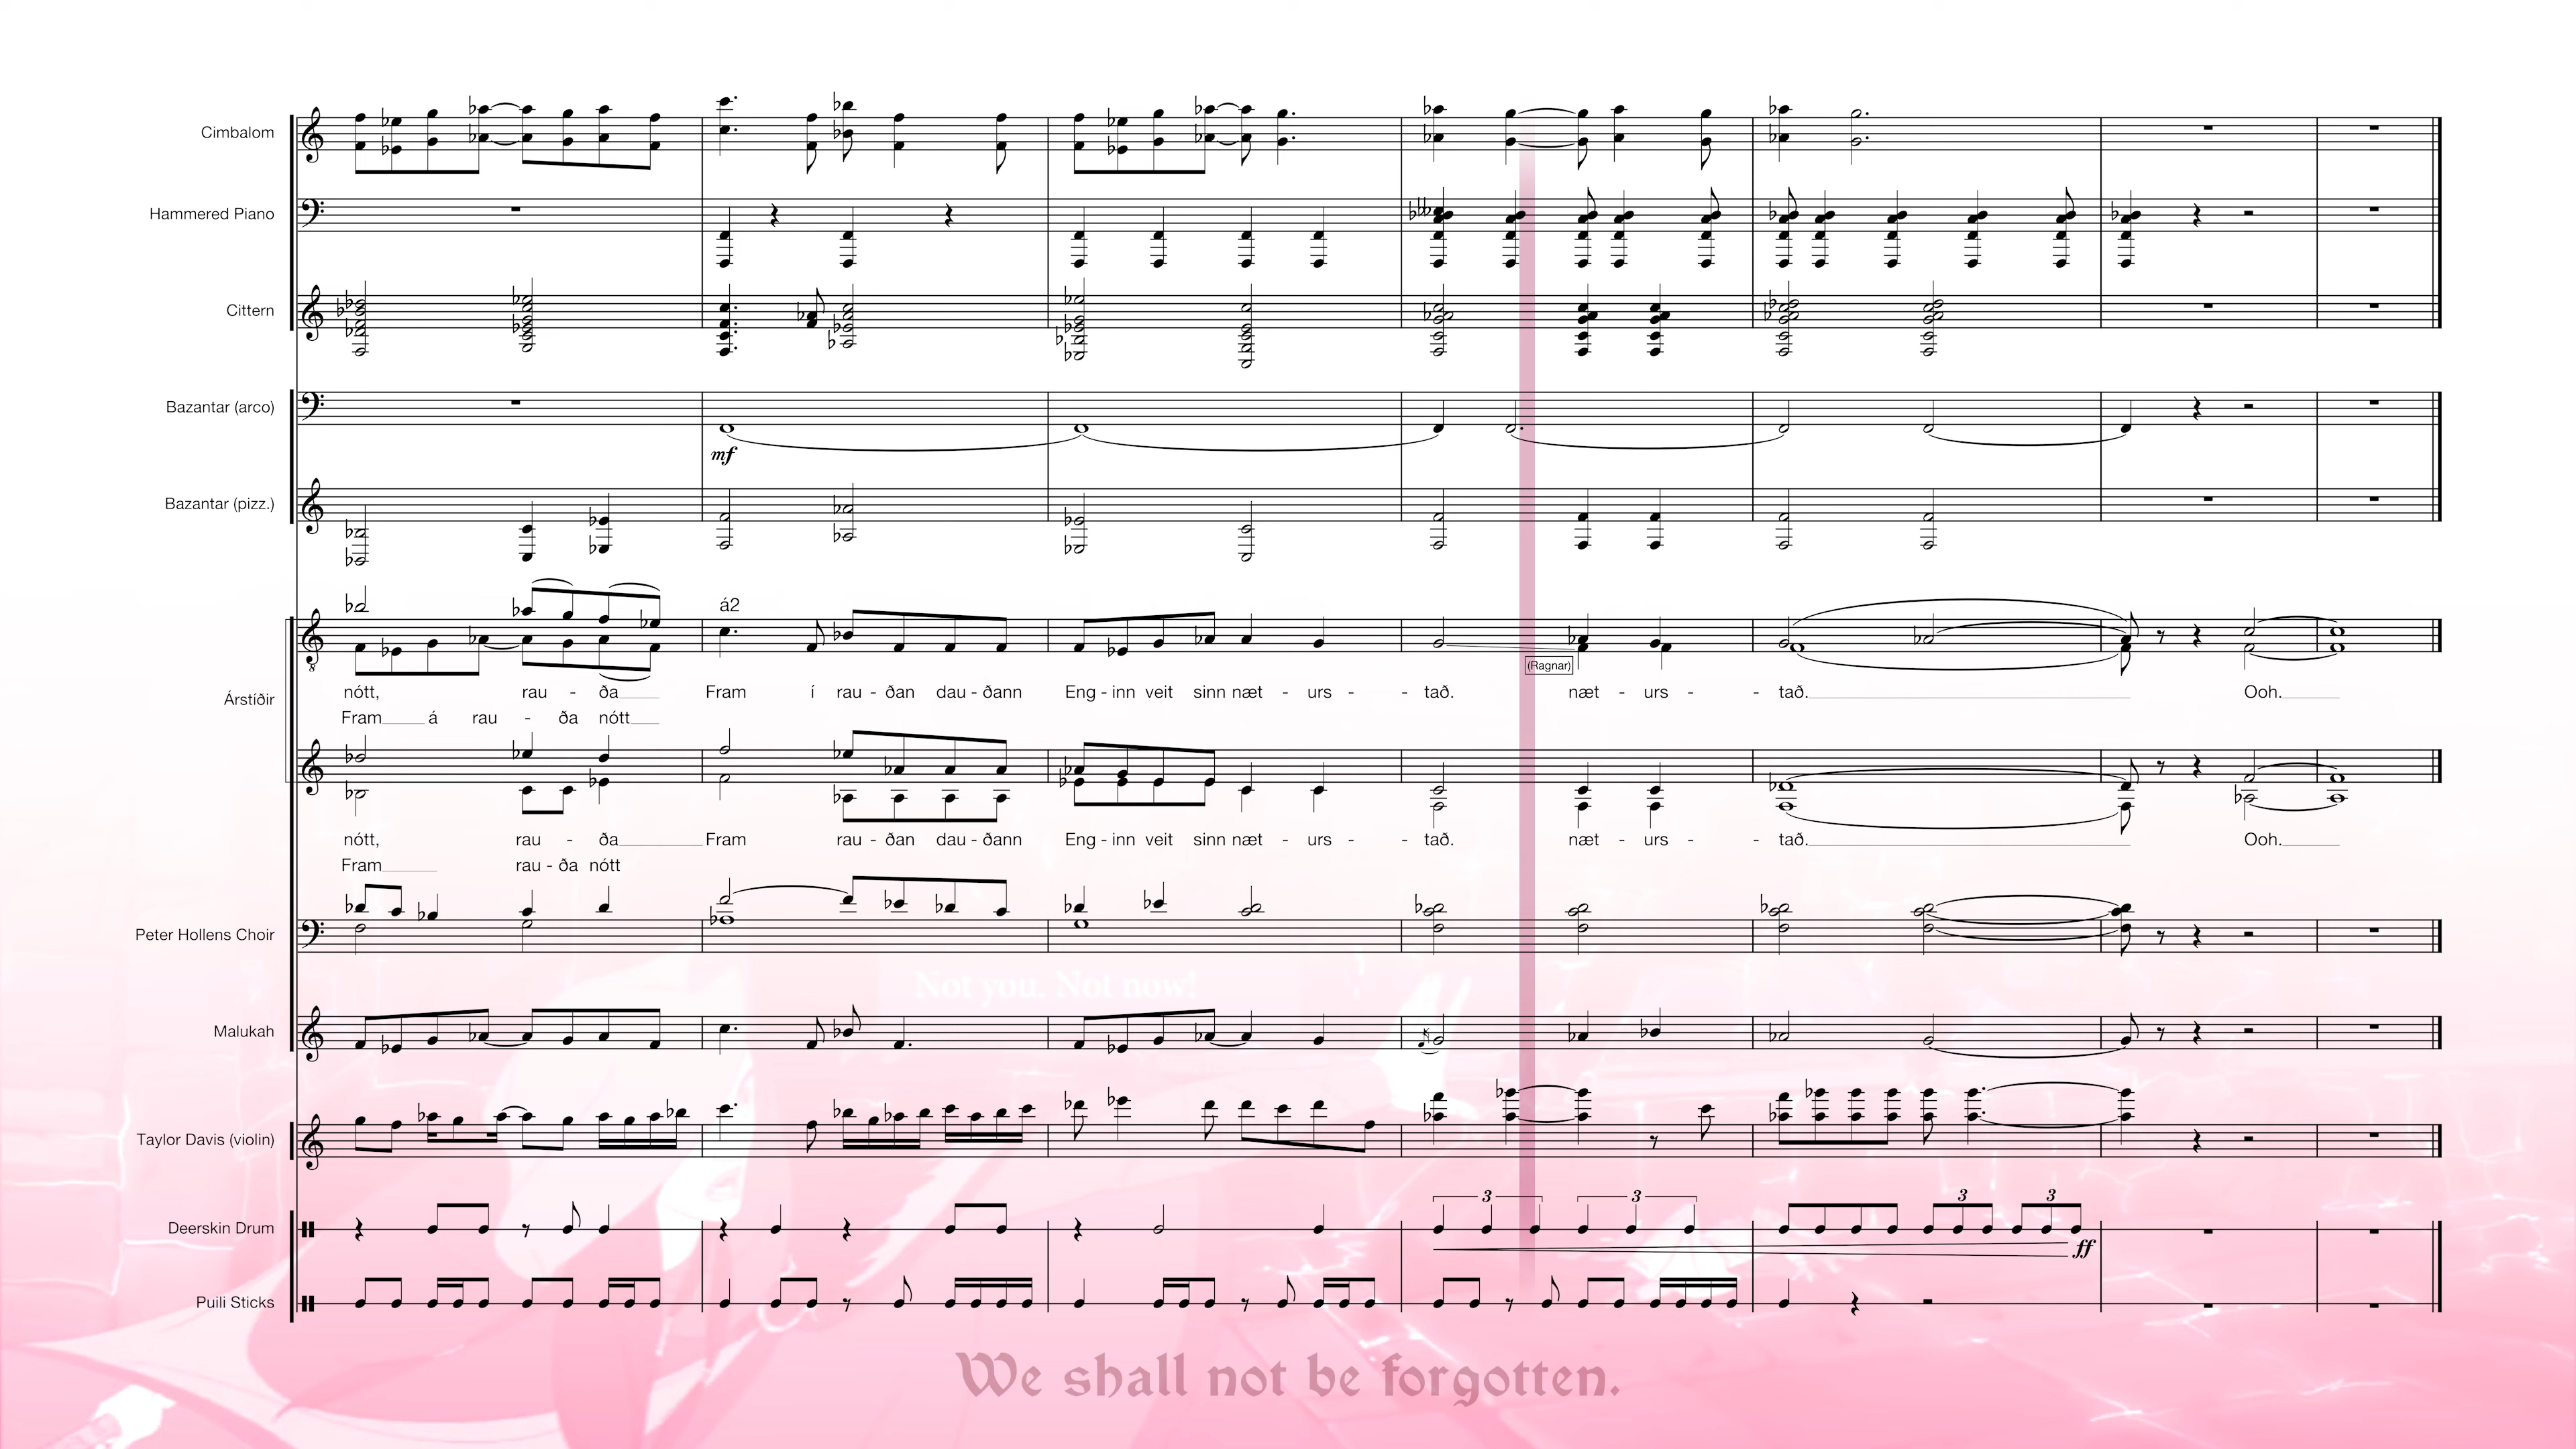 Cimbalom
Hammered Piano
Cittern
Bazantar (arco)
mf
Bazantar (pizz.)
á2
(Ragnar)
Árstíðir
nótt, rau - ða Fram í rau - ðan dau - ðann Eng - inn veit sinn næt - urs - - tað. næt - urs - - tað. Ooh.
Fram á rau - ða nótt
nótt, rau - ða Fram rau - ðan dau - ðann Eng - inn veit sinn næt - urs - - tað. næt - urs - - tað. Ooh.
Fram rau - ða nótt
Peter Hollens Choir
Not you. Not now!
Malukah
Taylor Davis (violin)
3 3 3 3
Deerskin Drum
ff
Puili Sticks
We shall not be forgotten.